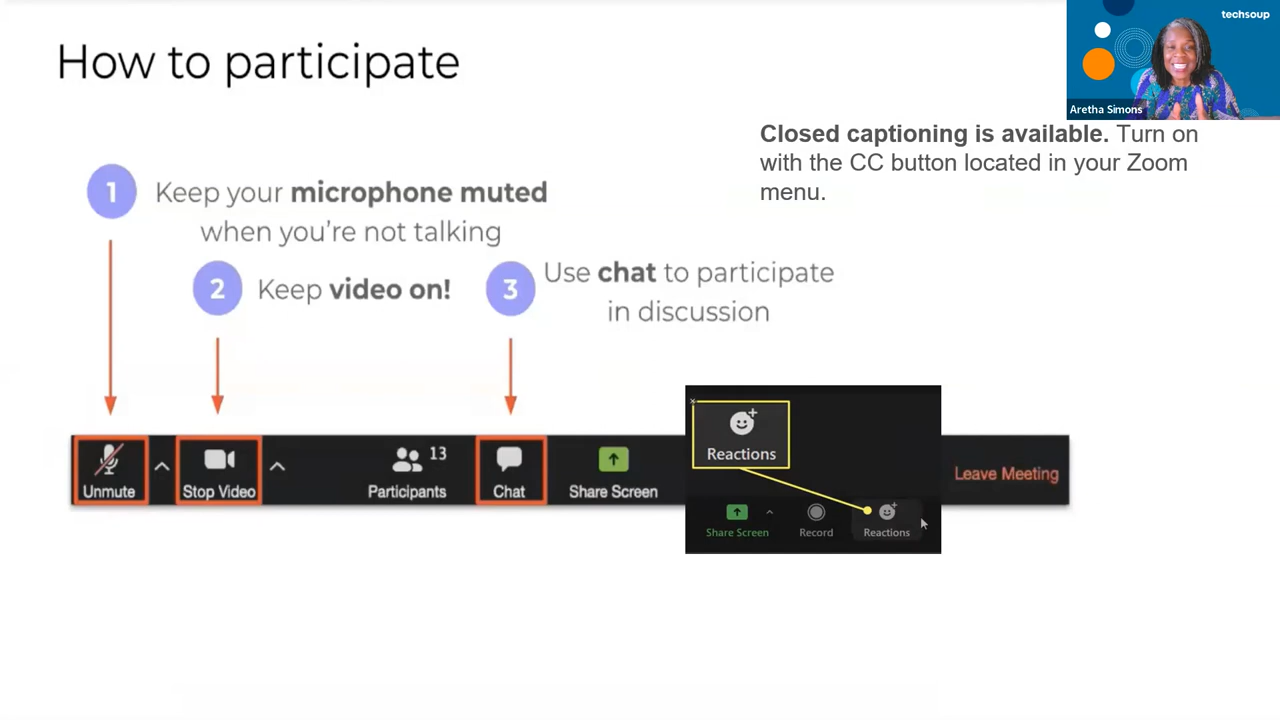 How to participate
techsoup
Aretha Simons
Closed captioning is available. Turn on
with the CC button located in your Zoom
menu.
1
Keep your microphone muted
when you’re not talking
2
Keep video on!
3
Use chat to participate
in discussion
Unmute
Stop Video
13
Participants
Chat
Share Screen
Reactions
Share Screen
Record
Reactions
Leave Meeting